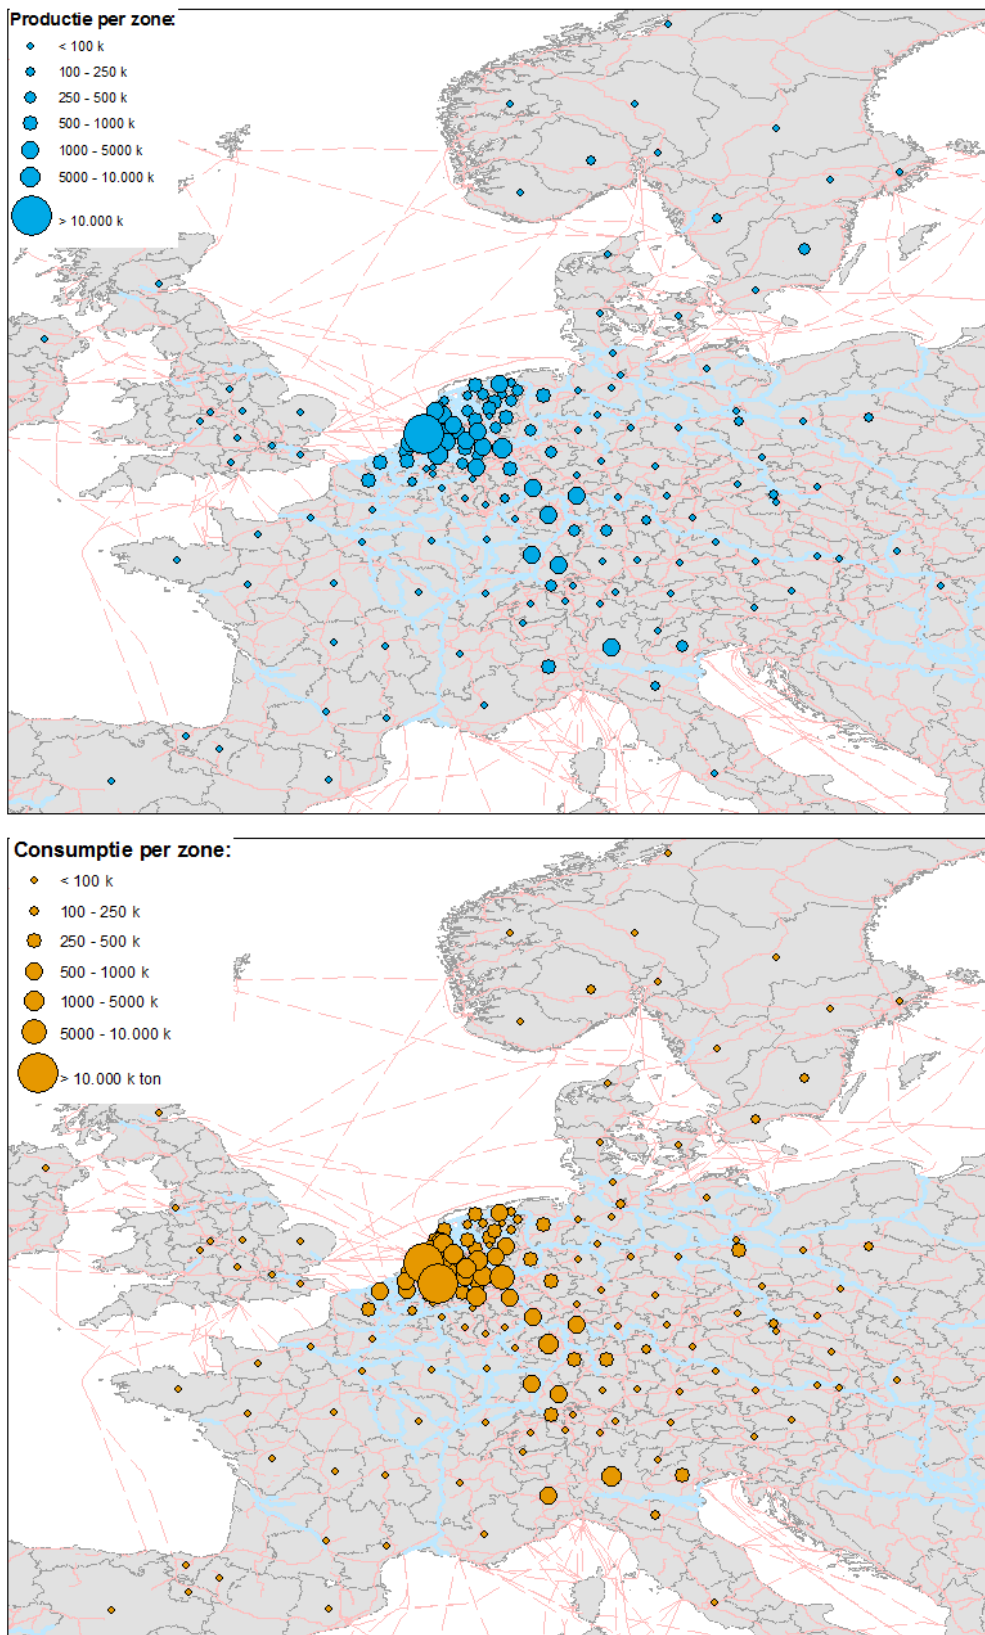 Productie per zone:
< 100 k
100 - 250 k
250 - 500 k
500 - 1000 k
1000 - 5000 k
5000 - 10.000 k
> 10.000 k
Consumptie per zone:
< 100 k
100 - 250 k
250 - 500 k
500 - 1000 k
1000 - 5000 k
5000 - 10.000 k
> 10.000 k ton